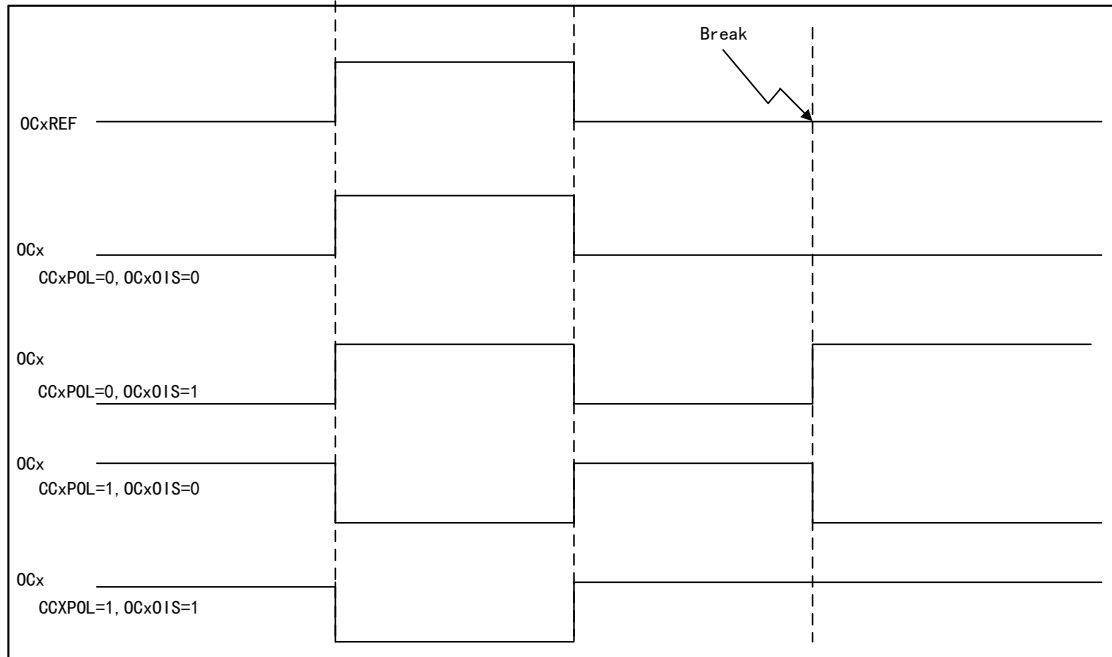 Break
OCxREF
OCx
CCxPOL=0,OCxOIS=0
OCx
CCxPOL=0,OCxOIS=1
OCx
CCxPOL=1,OCxOIS=0
OCx
CCXPOL=1,OCxOIS=1